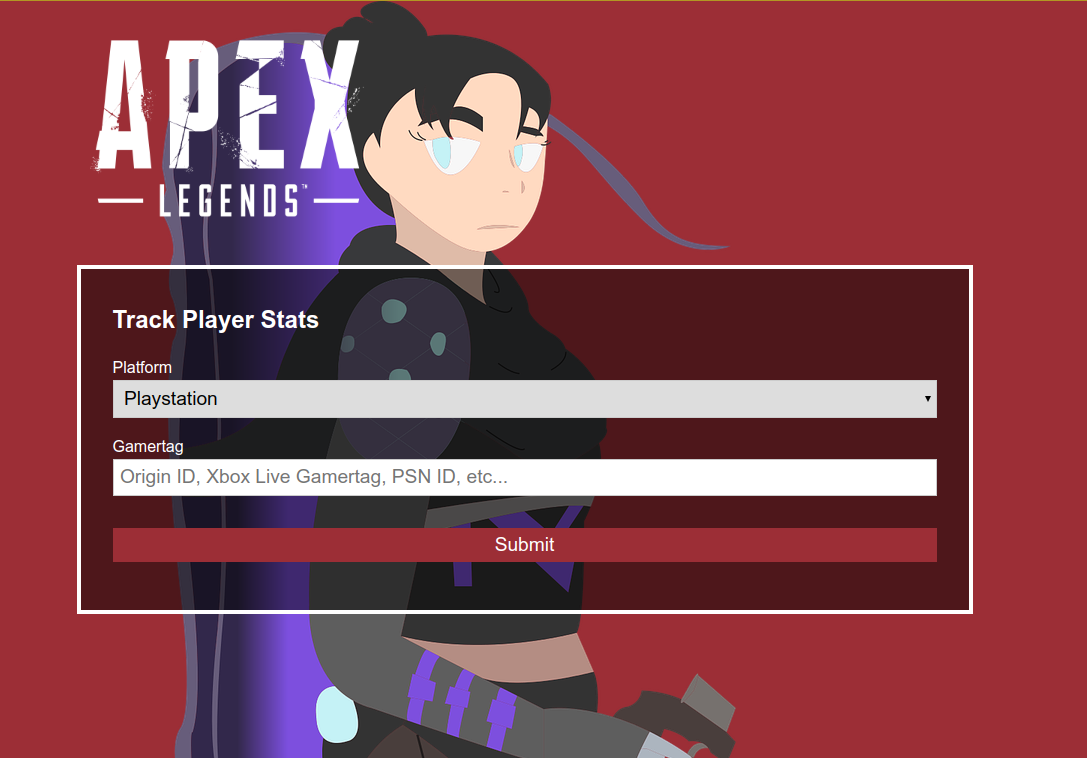 APEX
LEGENDS™
Track Player Stats
Platform
Playstation
Gamertag
Origin ID, Xbox Live Gamertag, PSN ID, etc...
Submit